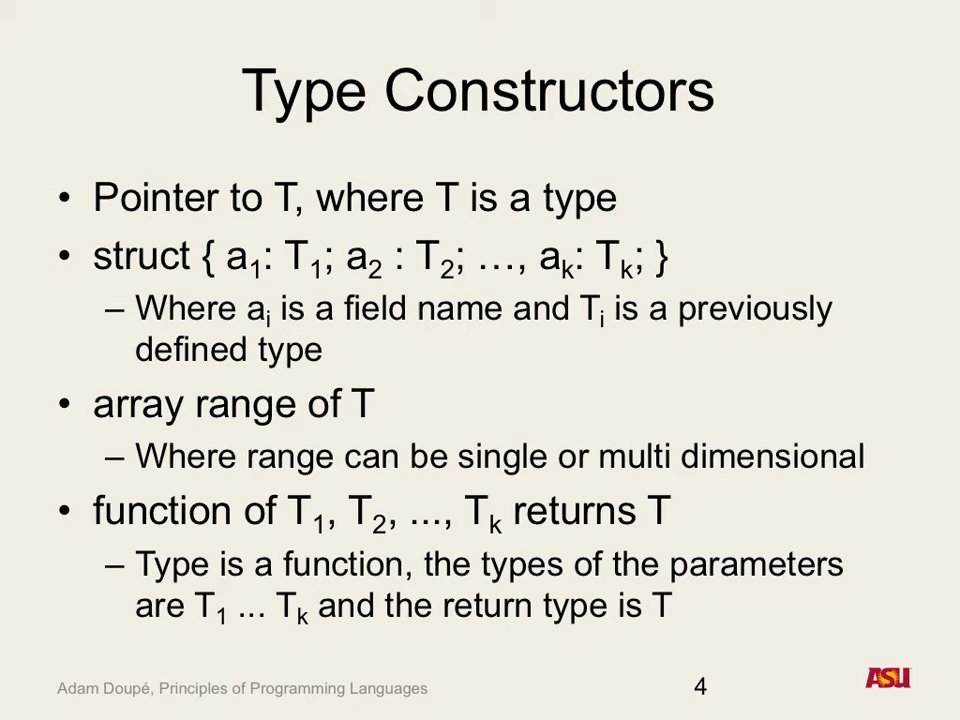 Type Constructors
• Pointer to T, where T is a type
• struct { a₁: T₁; a₂ : T₂; …, aₖ: Tₖ; }
– Where aᵢ is a field name and Tᵢ is a previously
defined type
• array range of T
– Where range can be single or multi dimensional
• function of T₁, T₂, ..., Tₖ returns T
– Type is a function, the types of the parameters
are T₁ ... Tₖ and the return type is T
Adam Doupé, Principles of Programming Languages
4
ASU